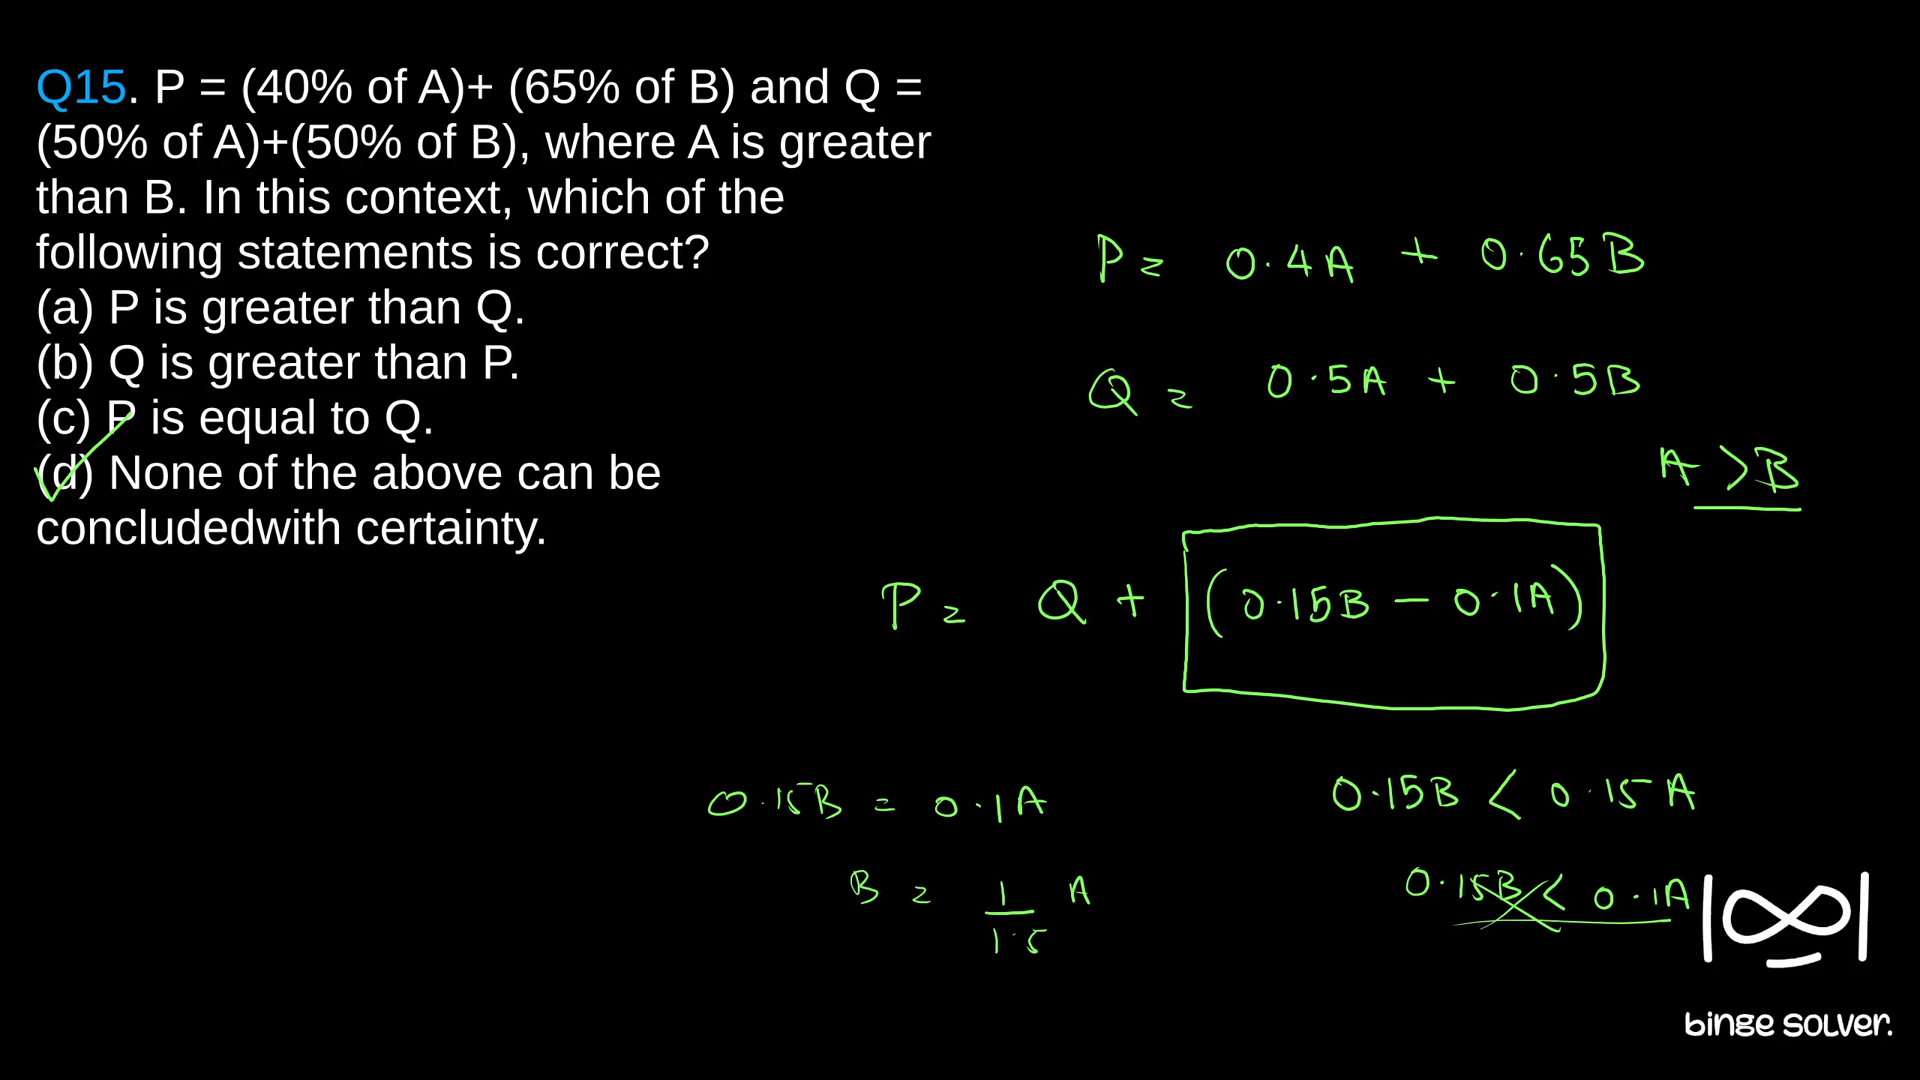 Q15. P = (40% of A)+ (65% of B) and Q =
(50% of A)+(50% of B), where A is greater
than B. In this context, which of the
following statements is correct?
(a) P is greater than Q.
(b) Q is greater than P.
(c) P is equal to Q.
(d) None of the above can be
concludedwith certainty.
P = 0.4A + 0.65B
Q = 0.5A + 0.5B
A > B
P = Q + (0.15B - 0.1A)
0.15B = 0.1A
B = 1/1.5 A
0.15B < 0.15A
0.15B < 0.1A
binge SOLVER.